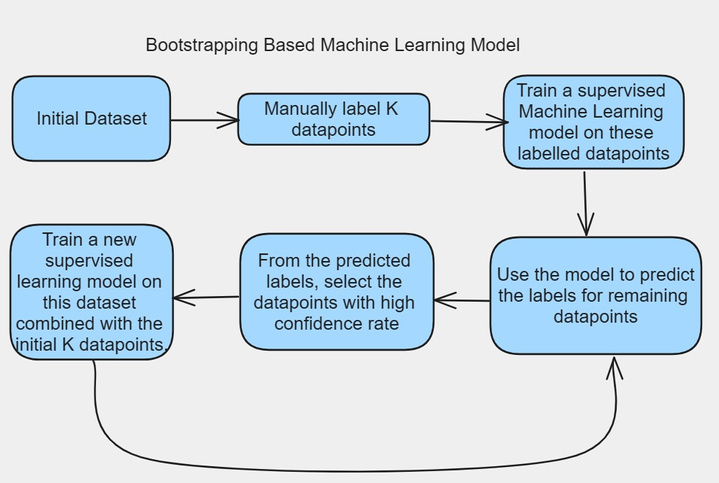 Bootstrapping Based Machine Learning Model
Initial Dataset
Manually label K
datapoints
Train a supervised
Machine Learning
model on these
labelled datapoints
Use the model to predict
the labels for remaining
datapoints
From the predicted
labels, select the
datapoints with high
confidence rate
Train a new
supervised
learning model on
this dataset
combined with the
initial K datapoints.